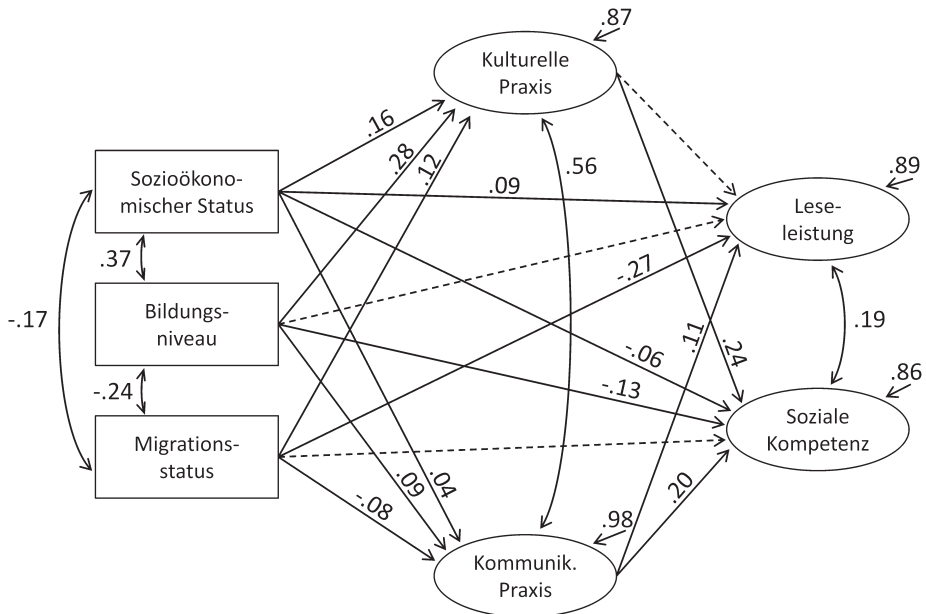 .87
Kulturelle
Praxis
.16
.28
.12
.56
.89
Sozioökono-
mischer Status
.09
Lese-
leistung
.37
-.27
Bildungs-
niveau
-.17
.11
.24
.19
-.06
-.24
-.13
.86
Migrations-
status
Soziale
Kompetenz
.09
.04
.20
-.08
.98
Kommunik.
Praxis